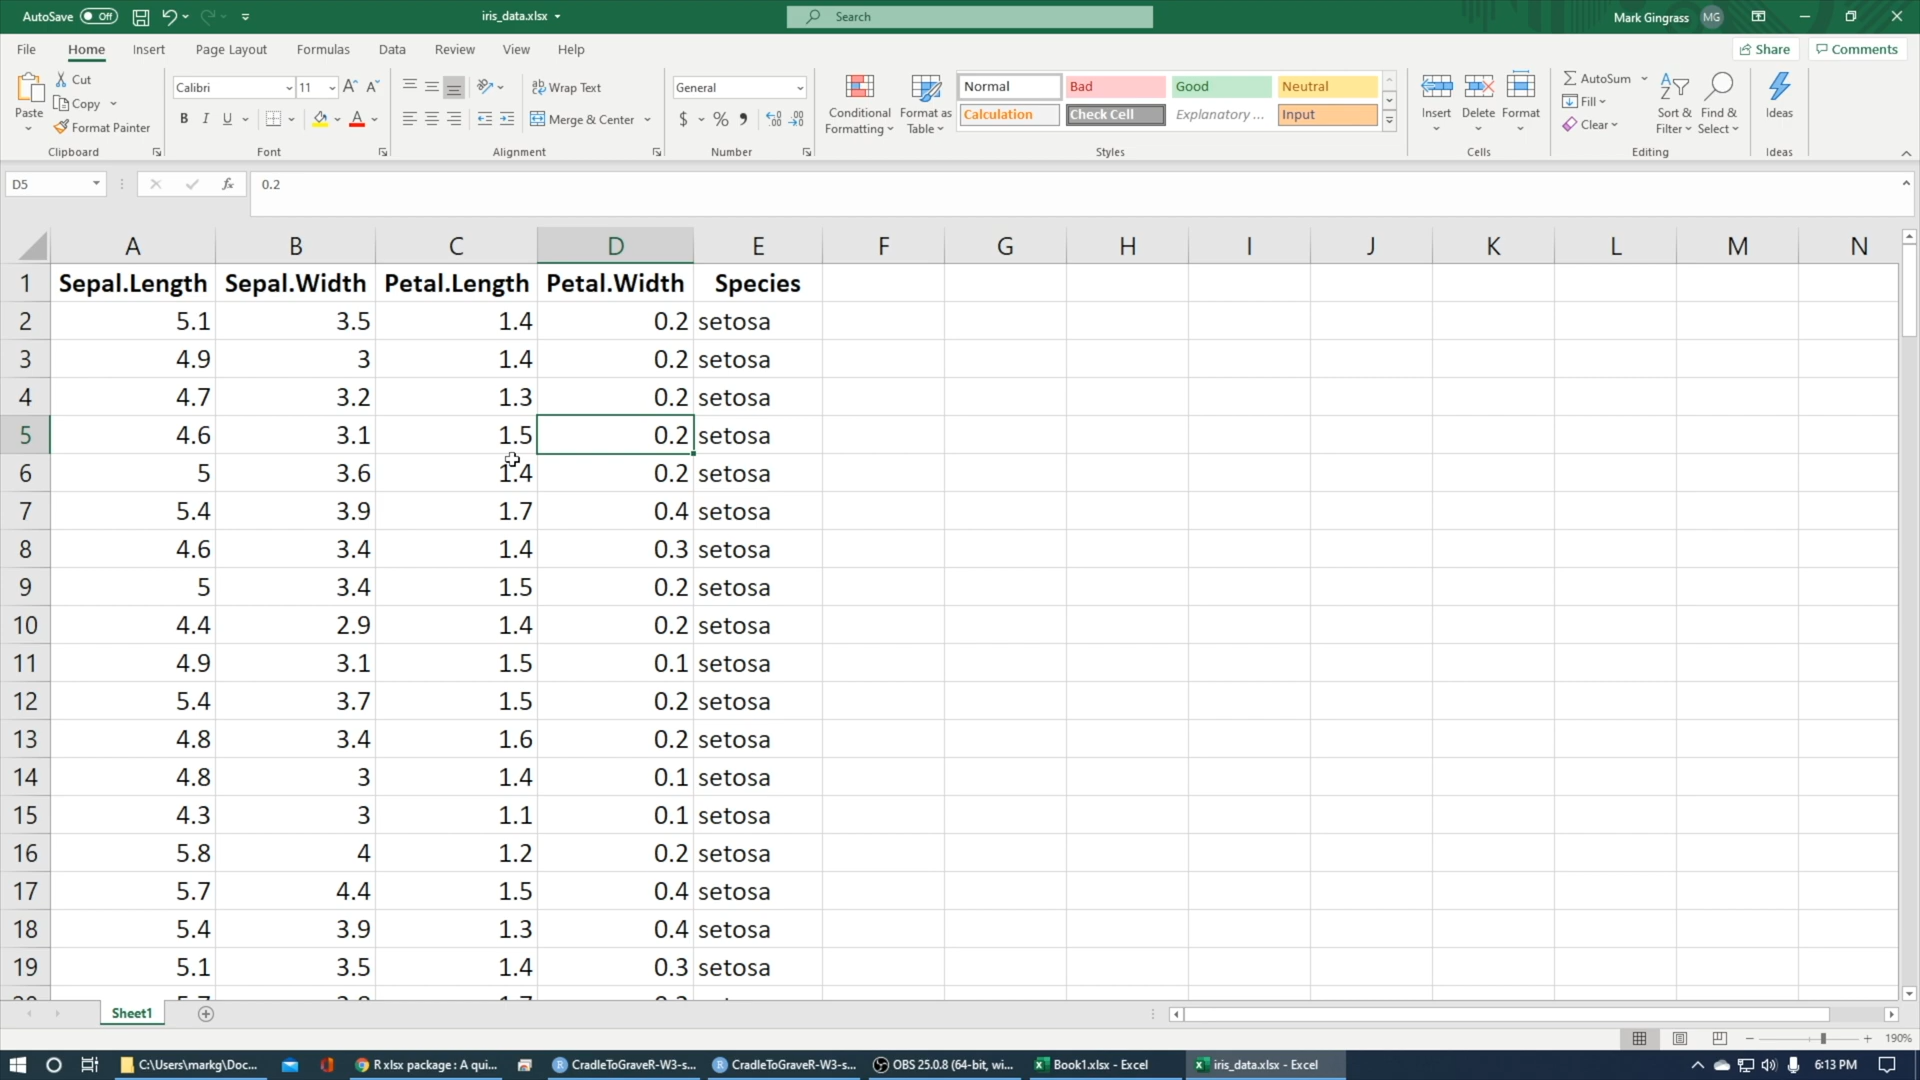 AutoSave Off iris_data.xlsx Search Mark Gingrass MG
File Home Insert Page Layout Formulas Data Review View Help Share Comments
Paste Cut Copy Format Painter
Clipboard
Calibri 11 A A
B I U A
Font
Wrap Text
Merge & Center
Alignment
General
$ % 9
Number
Conditional Formatting Format as Table
Normal Bad Good Neutral
Calculation Check Cell Explanatory ... Input
Styles
Insert Delete Format
Cells
AutoSum Fill Clear Sort & Filter Find & Select
Editing
Ideas
Ideas
D5 fx 0.2
A B C D E F G H I J K L M N
1 Sepal.Length Sepal.Width Petal.Length Petal.Width Species
2 5.1 3.5 1.4 0.2 setosa
3 4.9 3 1.4 0.2 setosa
4 4.7 3.2 1.3 0.2 setosa
5 4.6 3.1 1.5 0.2 setosa
6 5 3.6 1.4 0.2 setosa
7 5.4 3.9 1.7 0.4 setosa
8 4.6 3.4 1.4 0.3 setosa
9 5 3.4 1.5 0.2 setosa
10 4.4 2.9 1.4 0.2 setosa
11 4.9 3.1 1.5 0.1 setosa
12 5.4 3.7 1.5 0.2 setosa
13 4.8 3.4 1.6 0.2 setosa
14 4.8 3 1.4 0.1 setosa
15 4.3 3 1.1 0.1 setosa
16 5.8 4 1.2 0.2 setosa
17 5.7 4.4 1.5 0.4 setosa
18 5.4 3.9 1.3 0.4 setosa
19 5.1 3.5 1.4 0.3 setosa
Sheet1
190%
C:\Users\markg\Doc... R xlsx package : A qui... CradleToGraveR-W3-s... CradleToGraveR-W3-s... OBS 25.0.8 (64-bit, wi... Book1.xlsx - Excel iris_data.xlsx - Excel 6:13 PM